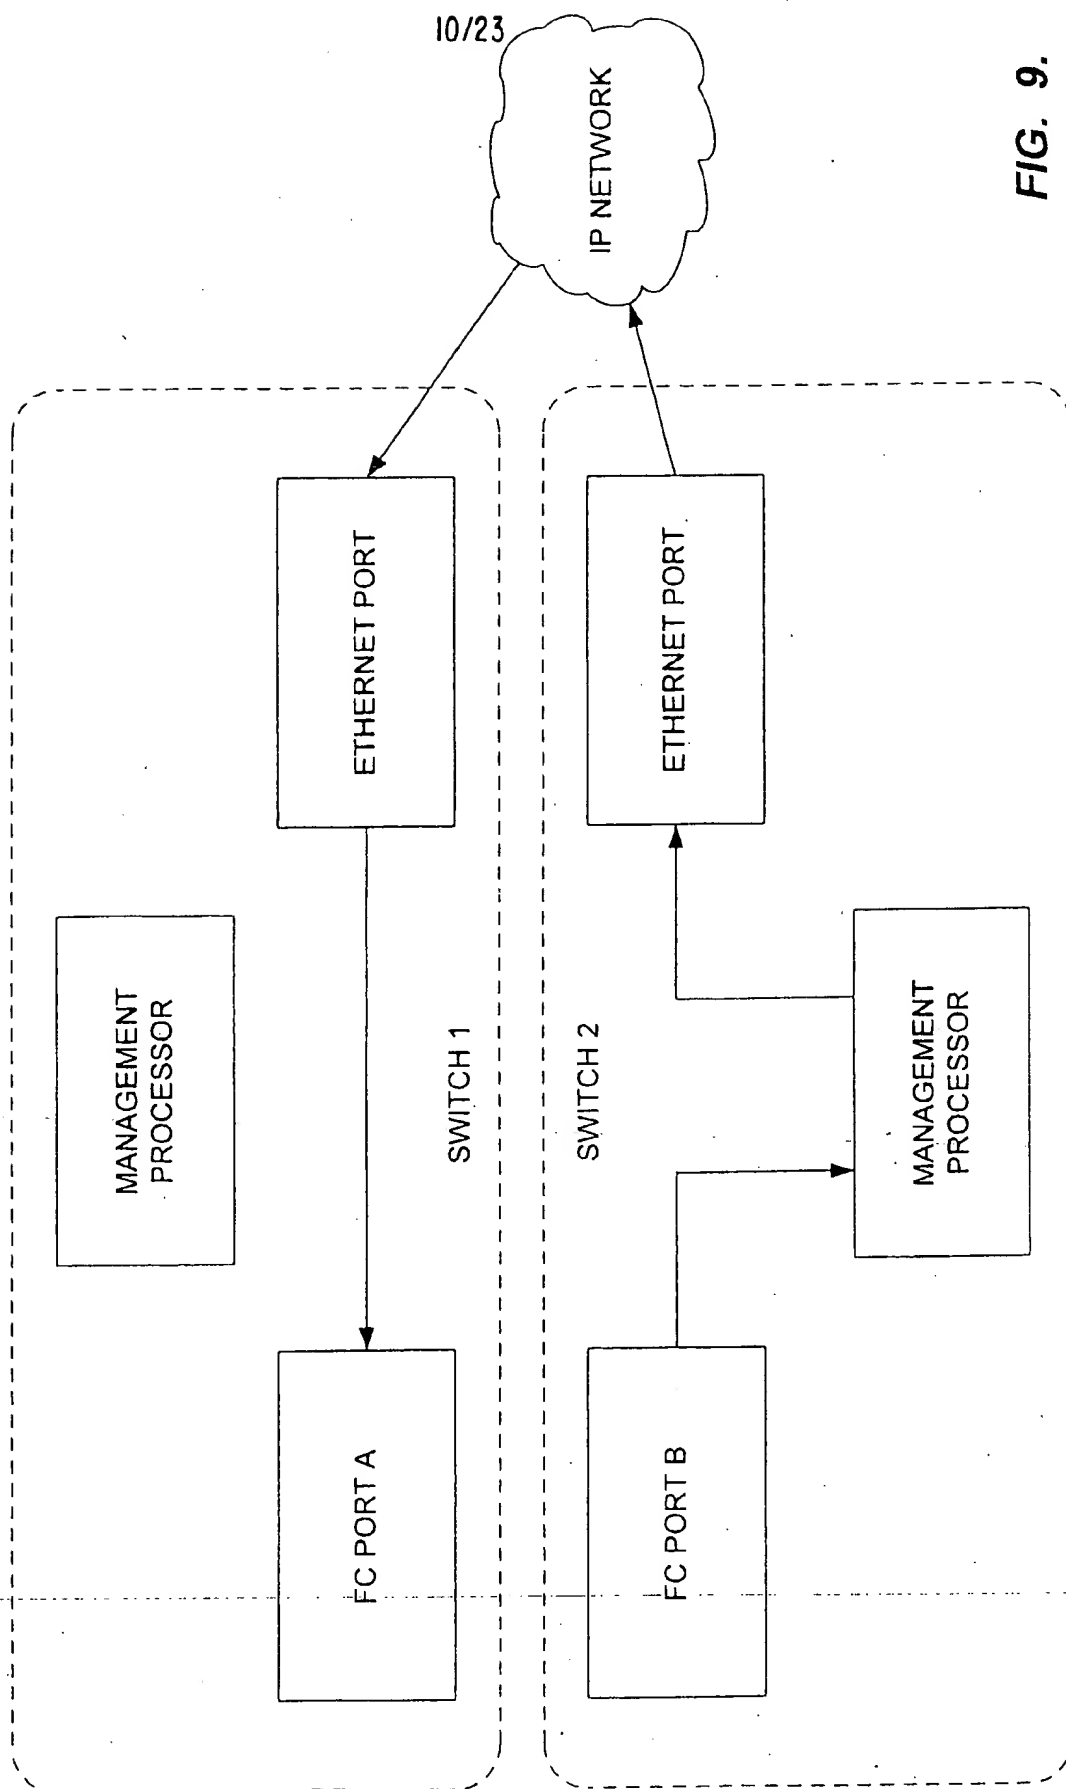 10/23
MANAGEMENT
PROCESSOR
FC PORT A
ETHERNET PORT
SWITCH 1
IP NETWORK
SWITCH 2
FC PORT B
ETHERNET PORT
MANAGEMENT
PROCESSOR
FIG. 9.